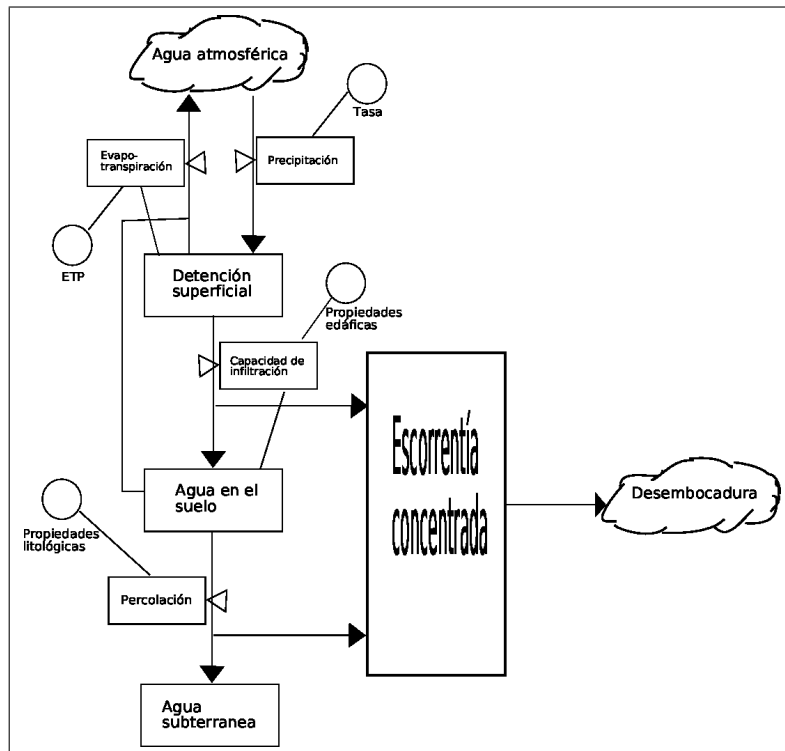 Agua atmosférica
Tasa
Evapo-
transpiración
Precipitación
ETP
Detención
superficial
Propiedades
edáficas
Capacidad de
infiltración
Escorrentía
concentrada
Agua en el
suelo
Desembocadura
Propiedades
litológicas
Percolación
Agua
subterranea